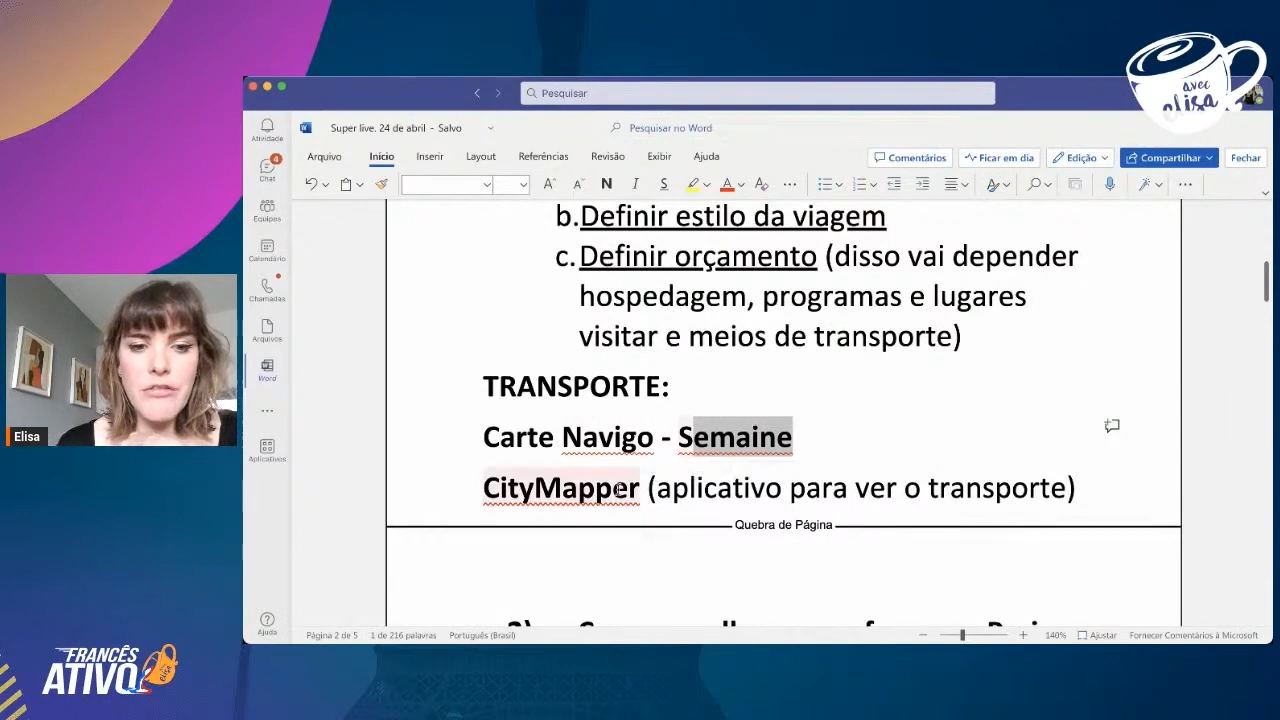 avec
elisa
Pesquisar
Super live. 24 de abril - Salvo
Pesquisar no Word
Arquivo Início Inserir Layout Referências Revisão Exibir Ajuda
Comentários Ficar em dia Edição Compartilhar Fechar
N I S A A
Atividade
4
Chat
Equipes
Calendário
Chamadas
Arquivos
Word
Aplicativos
Ajuda
b. Definir estilo da viagem
c. Definir orçamento (disso vai depender
hospedagem, programas e lugares
visitar e meios de transporte)
TRANSPORTE:
Carte Navigo - Semaine
CityMapper (aplicativo para ver o transporte)
Quebra de Página
Elisa
Página 2 de 5 1 de 216 palavras Português (Brasil) 140% Ajustar Fornecer Comentários à Microsoft
FRANCÊS
ATIVO